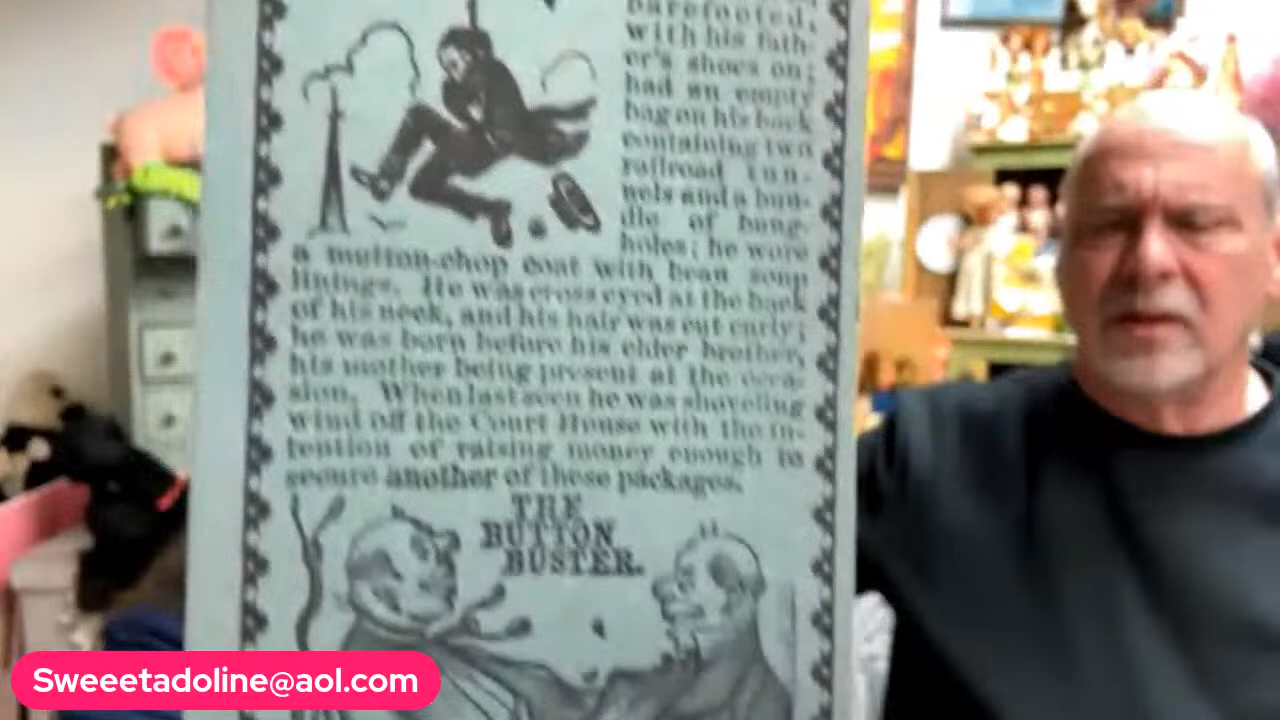 barefooted,
with his fath-
er's shoes on;
had an empty
bag on his back
containing two
railroad tun-
nels and a bun-
dle of bung-
holes; he wore
a mutton-chop coat with bean soup
linings. He was cross eyed at the back
of his neck, and his hair was cut curly;
he was born before his elder brother,
his mother being present at the occa-
sion. When last seen he was shoveling
wind off the Court House with the in-
tention of raising money enough to
secure another of these packages.
THE
BUTTON
BUSTER.
Sweeetadoline@aol.com